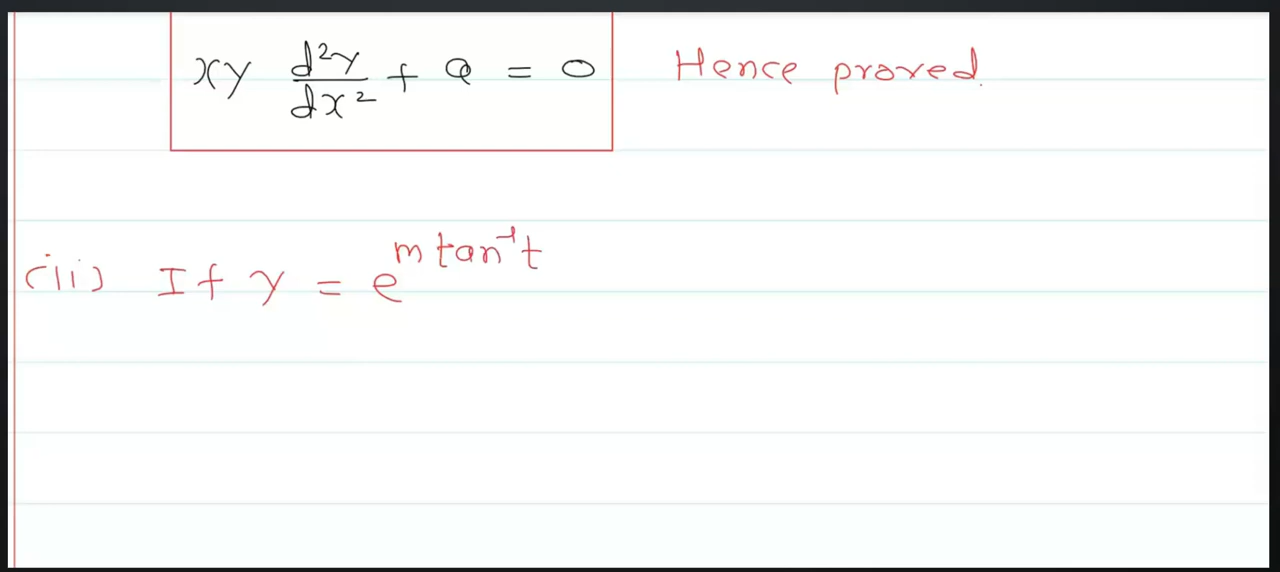 xy d²y/dx² + a = 0 Hence proved.
(ii) If y = e^(m tan⁻¹t)